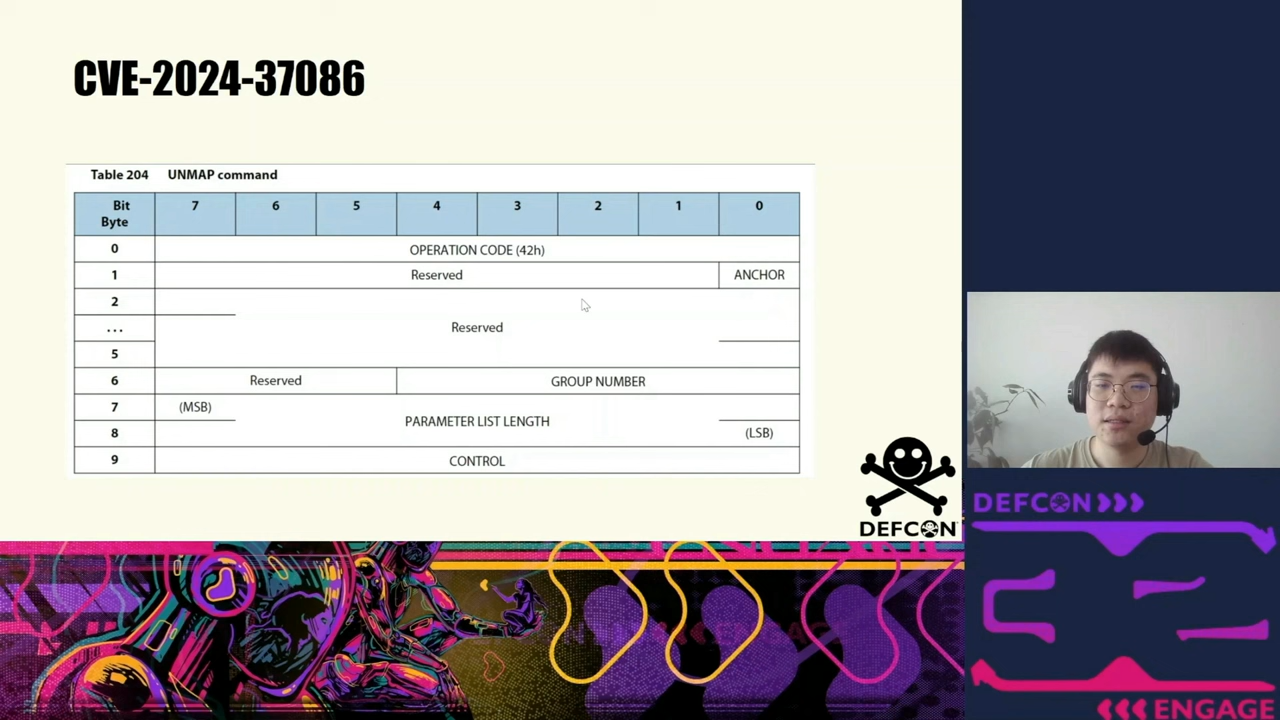 CVE-2024-37086
Table 204 UNMAP command
Bit 7 6 5 4 3 2 1 0
Byte
0 OPERATION CODE (42h)
1 Reserved ANCHOR
2
... Reserved
5
6 Reserved GROUP NUMBER
7 (MSB)
PARAMETER LIST LENGTH
8 (LSB)
9 CONTROL
DEFCON
DEFCON
ENGAGE